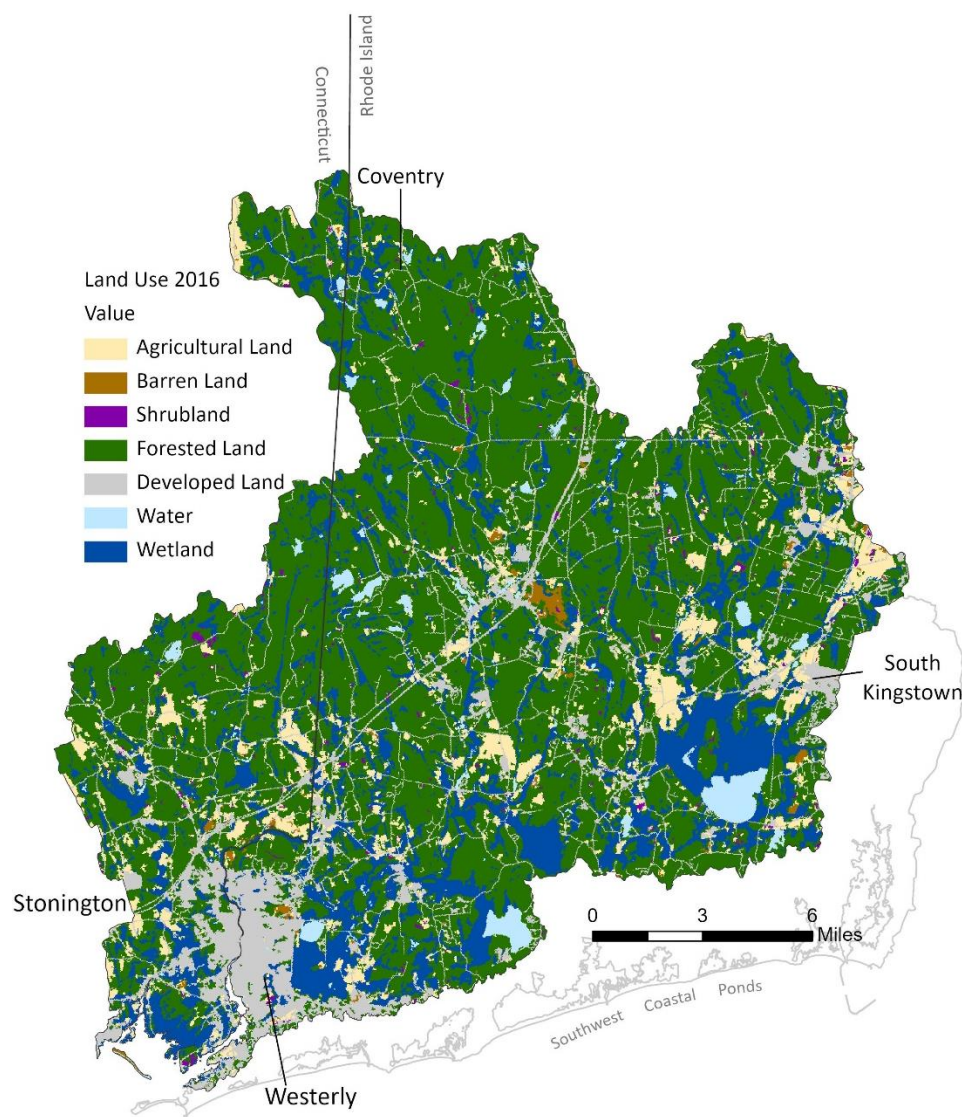 Connecticut
Rhode Island
Coventry
Land Use 2016
Value
Agricultural Land
Barren Land
Shrubland
Forested Land
Developed Land
Water
Wetland
South
Kingstown
Stonington
0 3 6
Miles
Southwest Coastal Ponds
Westerly